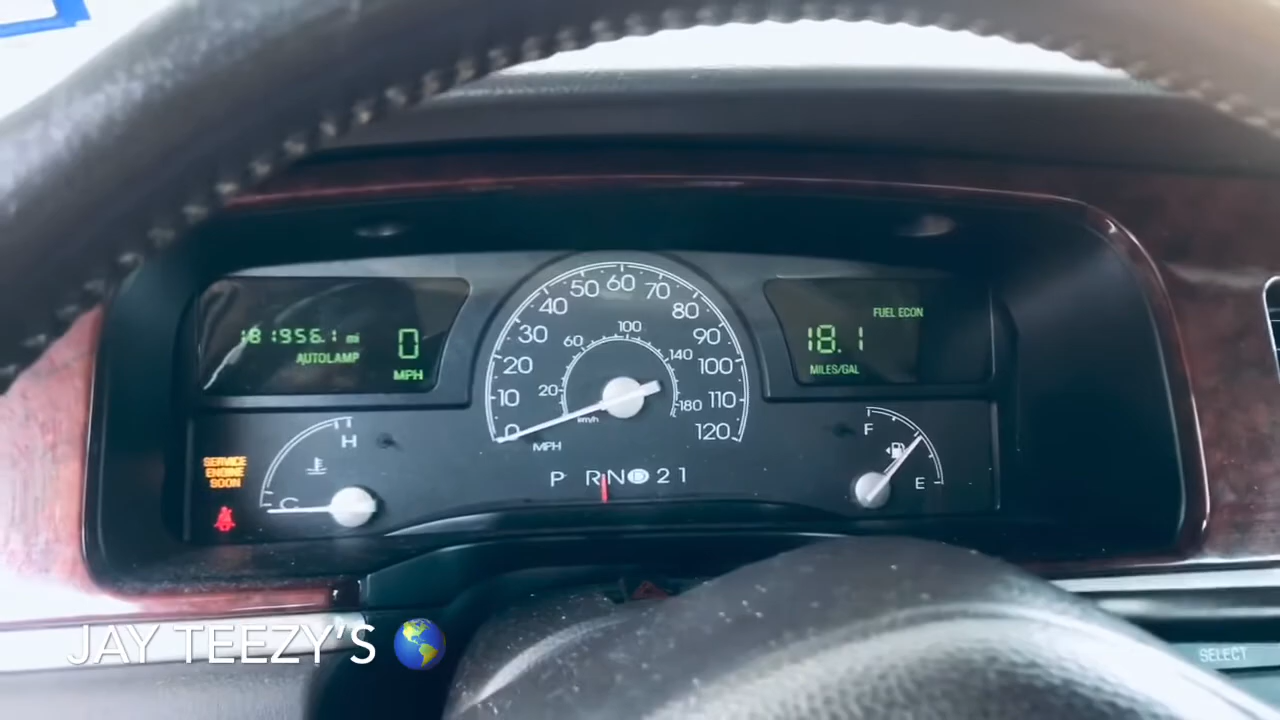 181956.1 mi
AUTOLAMP
0
MPH
0 10 20 30 40 50 60 70 80 90 100 110 120
20 60 100 140 180
km/h
MPH
FUEL ECON
18.1
MILES/GAL
SERVICE
ENGINE
SOON
H
C
P R N D 2 1
F
E
SELECT
JAY TEEZY'S